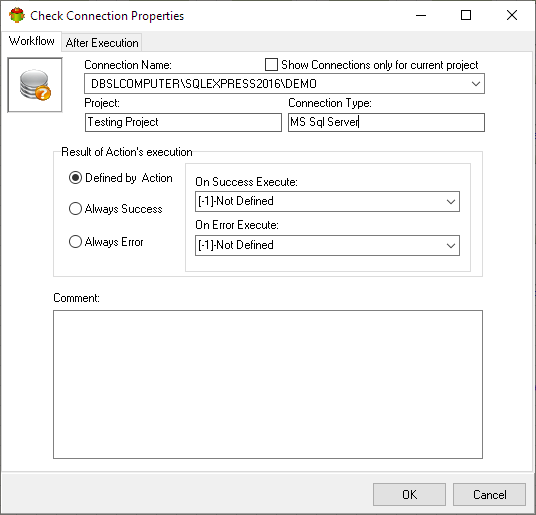 Check Connection Properties
Workflow After Execution
Connection Name: Show Connections only for current project
DBSLCOMPUTER\SQLEXPRESS2016\DEMO
Project: Connection Type:
Testing Project MS Sql Server
Result of Action's execution
Defined by Action
On Success Execute:
[-1]-Not Defined
Always Success
On Error Execute:
Always Error
[-1]-Not Defined
Comment:
OK Cancel